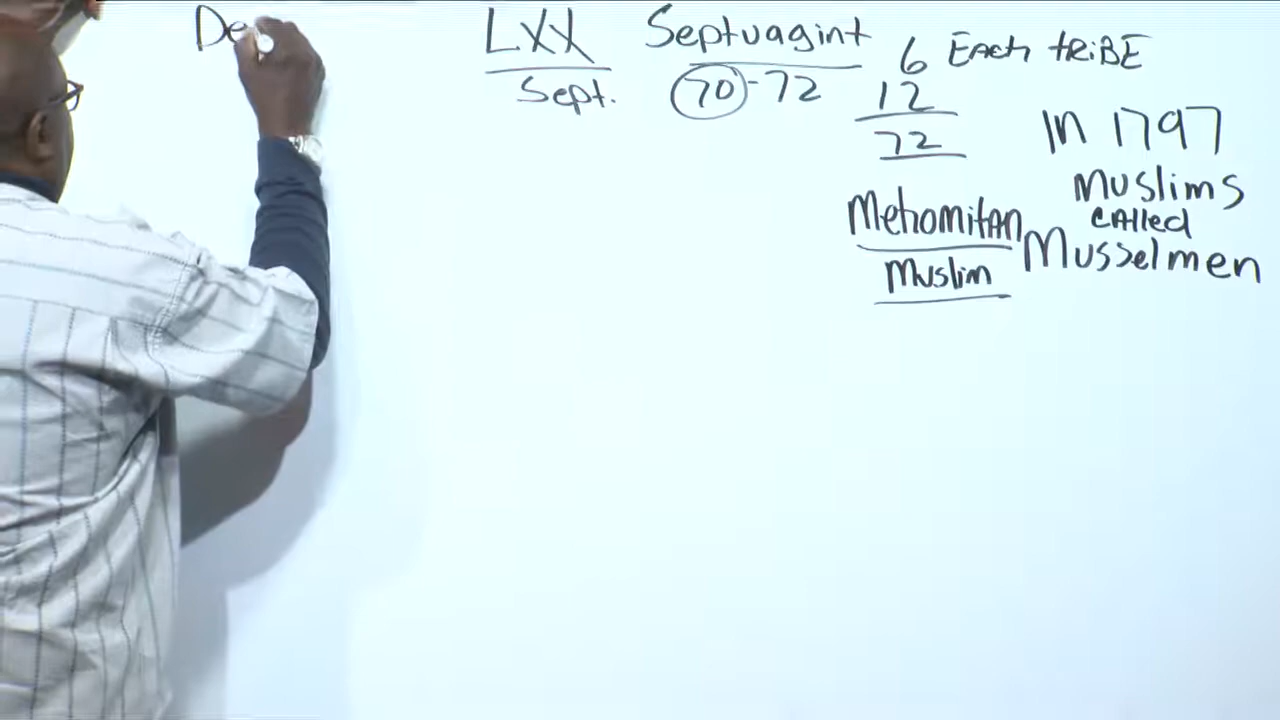 De
LXX
Sept.
Septuagint
70-72
6 Each tribe
12
72
In 1797
Muslims
called
Musselmen
Mehomitan
Muslim